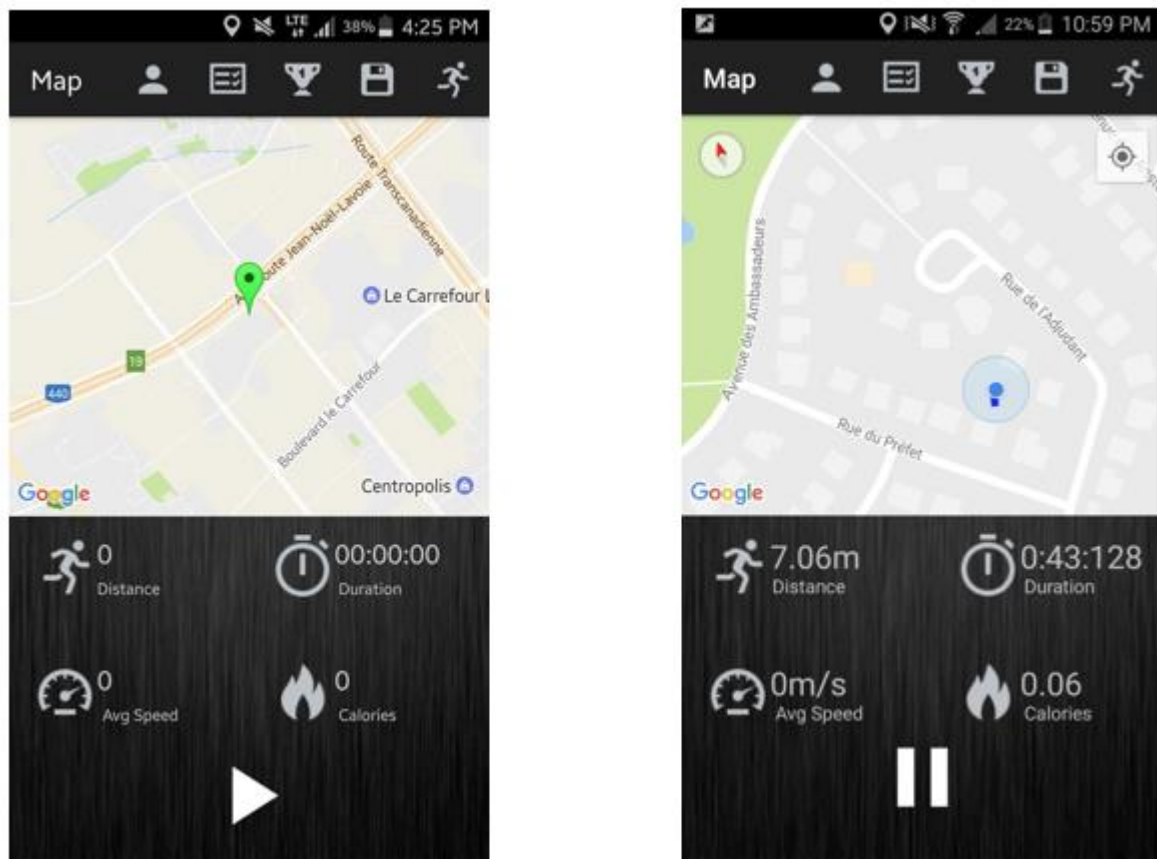 LTE 38% 4:25 PM
Map
Route Transcanadienne
Route Jean-Noël-Lavoie
Le Carrefour L
19
440
Boulevard le Carrefour
Centropolis
Google
0
Distance
00:00:00
Duration
0
Avg Speed
0
Calories
22% 10:59 PM
Map
Avenue des Ambassadeurs
Rue de l'Adjudant
Rue du Préfet
Google
7.06m
Distance
0:43:128
Duration
0m/s
Avg Speed
0.06
Calories